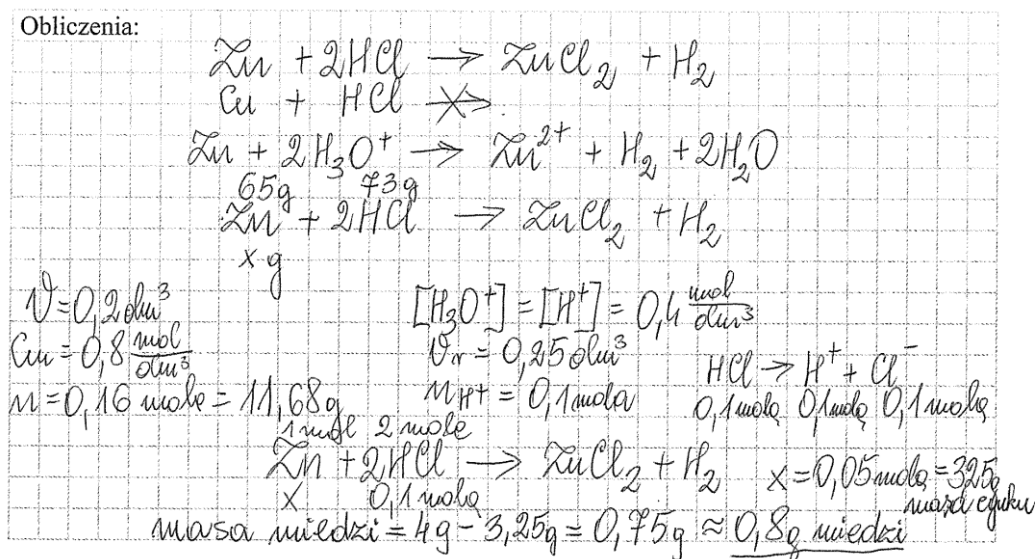 Obliczenia:
Zn + 2HCl → ZnCl₂ + H₂
Cu + HCl ↛
Zn + 2H₃O⁺ → Zn²⁺ + H₂ + 2H₂O
65g 73g
Zn + 2HCl → ZnCl₂ + H₂
x g
V = 0,2 dm³
Cm = 0,8 mol/dm³
n = 0,16 mola = 11,68g
[H₃O⁺] = [H⁺] = 0,4 mol/dm³
Vr = 0,25 dm³
nH⁺ = 0,1 mola
HCl → H⁺ + Cl⁻
0,1 mola 0,1 mola 0,1 mola
1 mol 2 mole
Zn + 2HCl → ZnCl₂ + H₂
x 0,1 mola
x = 0,05 mola = 325g
masa cynku
masa miedzi = 4g - 3,25g = 0,75g ≈ 0,8g miedzi